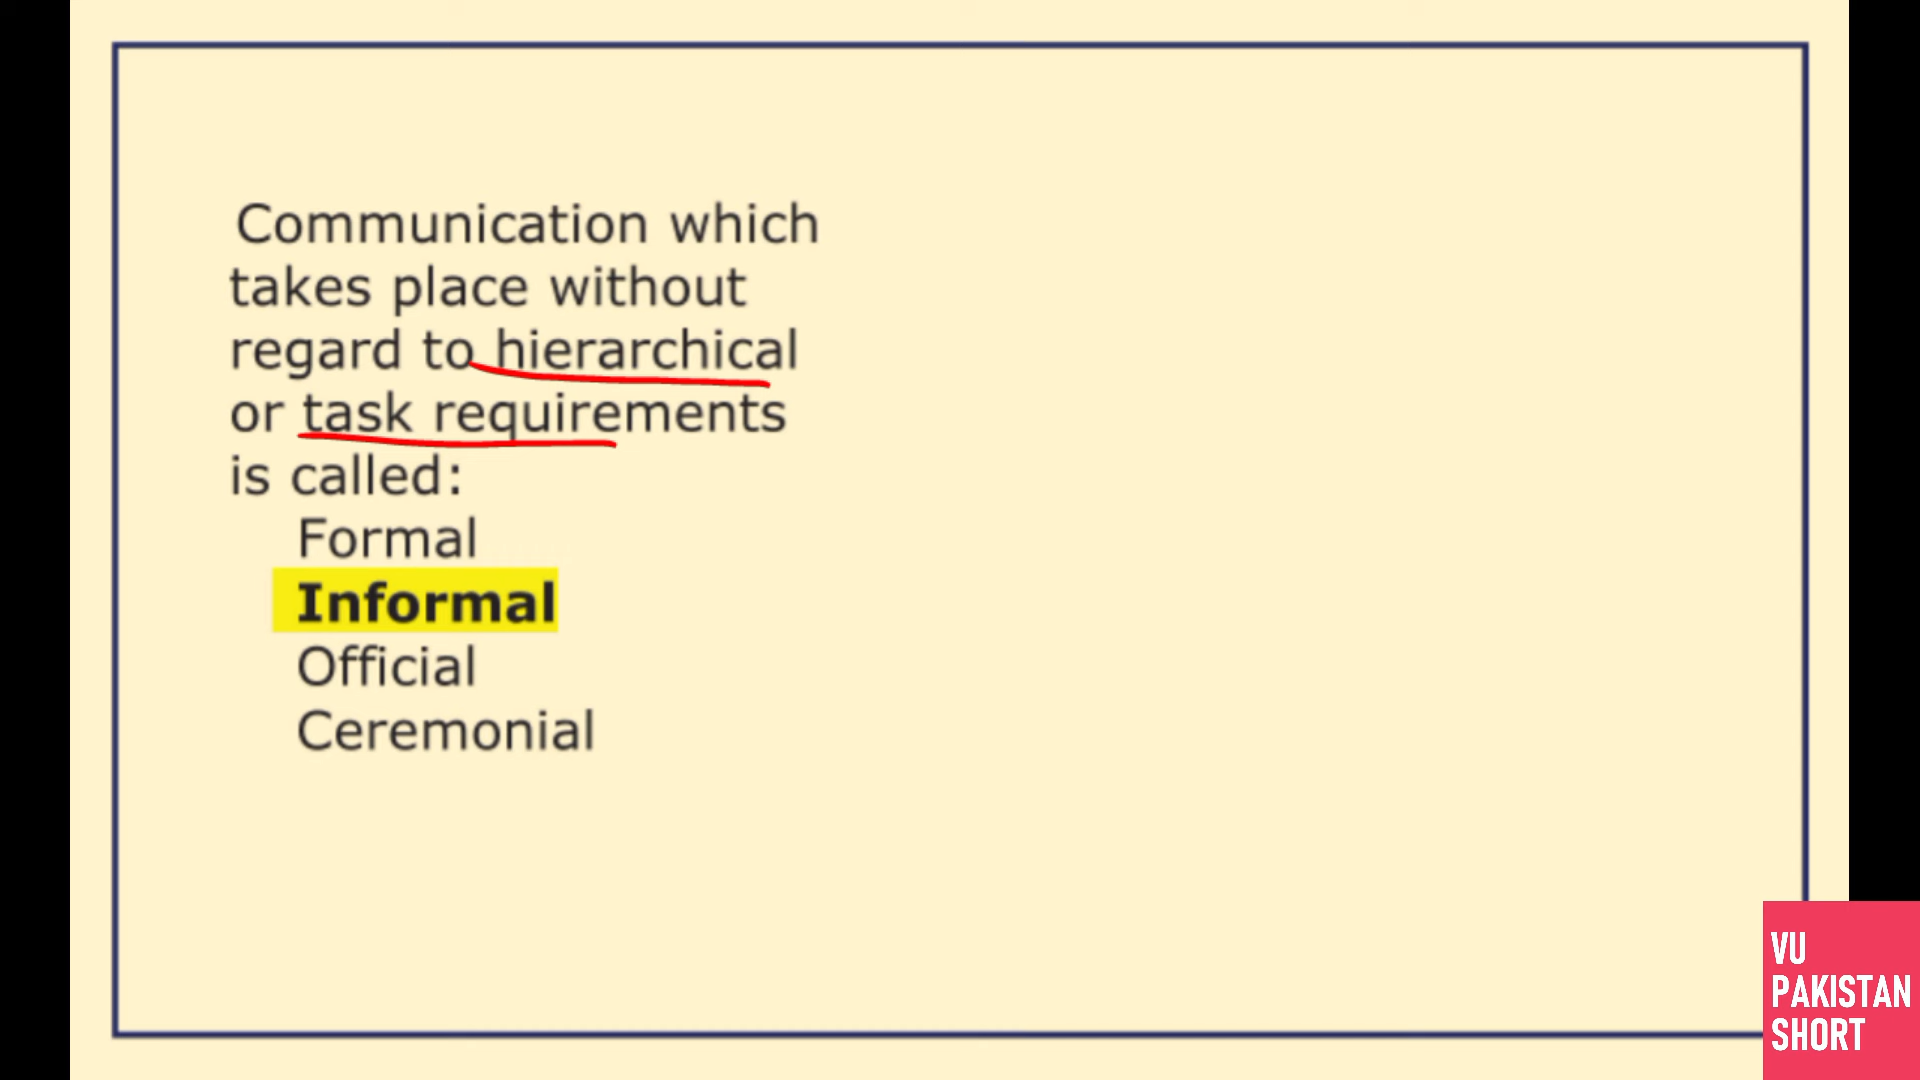 Communication which
takes place without
regard to hierarchical
or task requirements
is called:
Formal
Informal
Official
Ceremonial
VU
PAKISTAN
SHORT